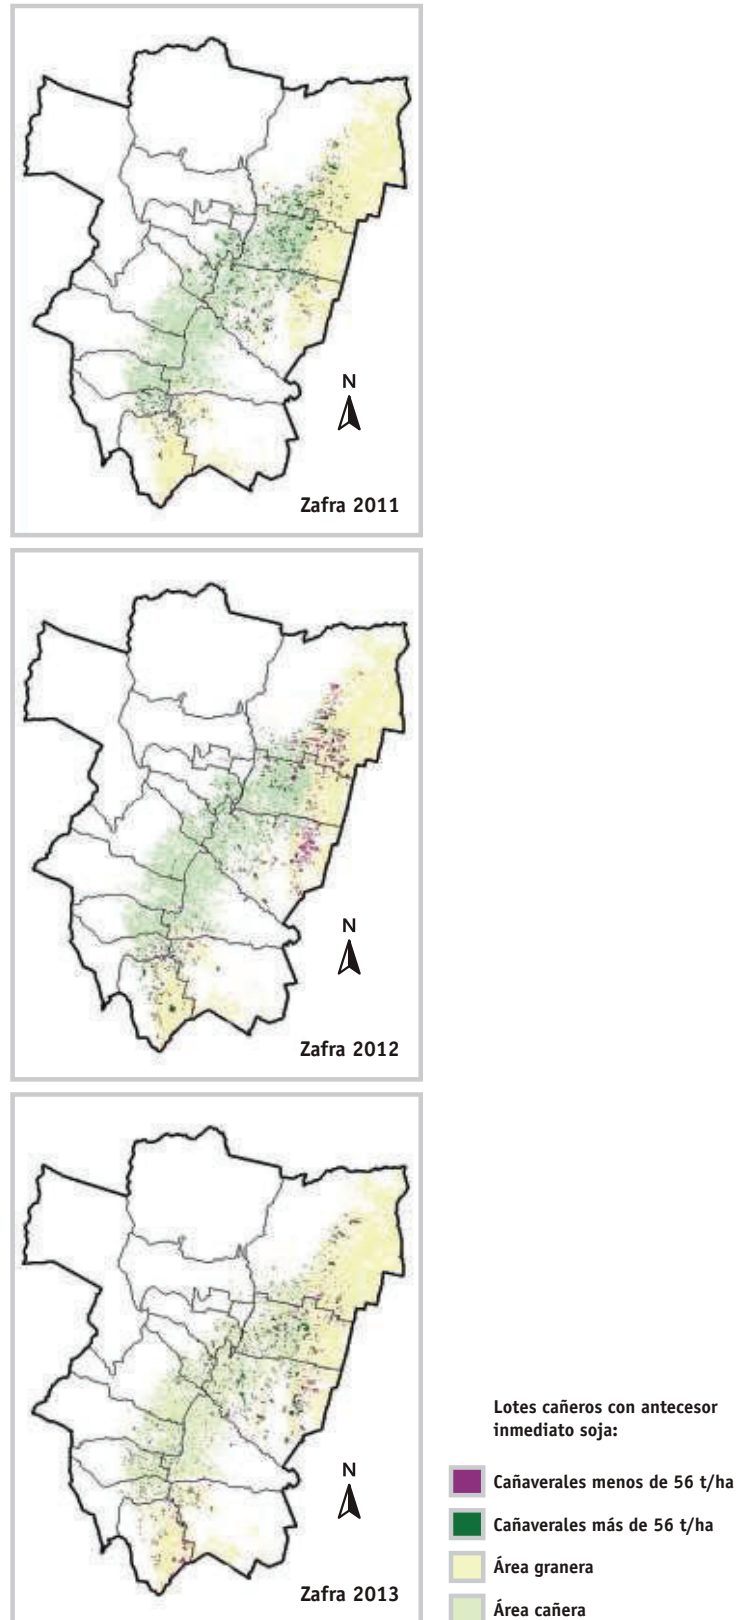 N
Zafra 2011
N
Zafra 2012
N
Zafra 2013
Lotes cañeros con antecesor
inmediato soja:
Cañaverales menos de 56 t/ha
Cañaverales más de 56 t/ha
Área granera
Área cañera